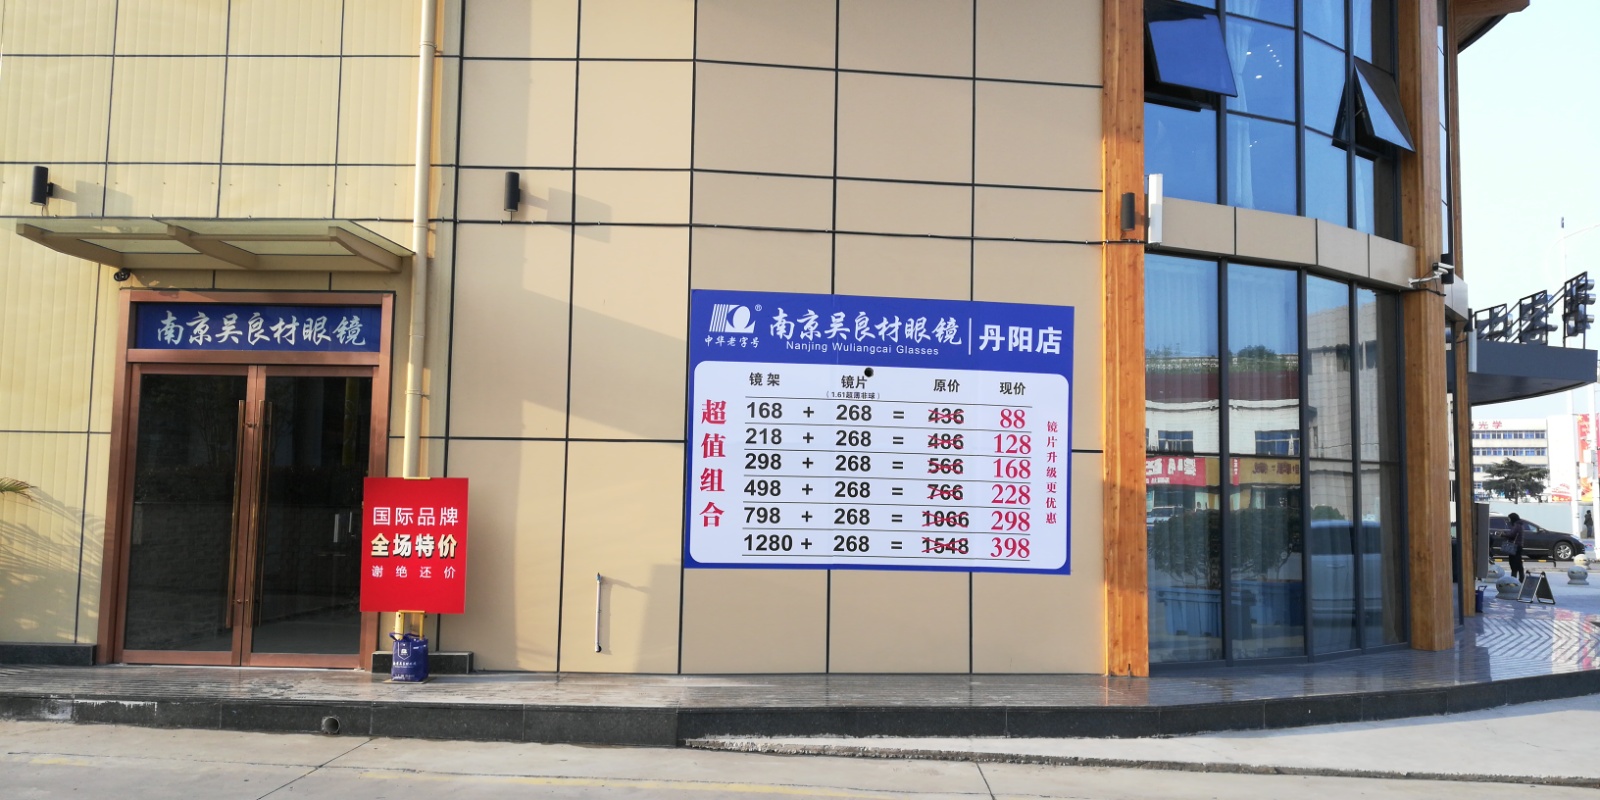 南京吴良材眼镜
国际品牌
全场特价
谢绝还价
®
中华老字号
南京吴良材眼镜
Nanjing Wuliangcai Glasses
丹阳店
超值组合
镜架 镜片 原价 现价
(1.61超薄非球)
168 + 268 = 436 88
218 + 268 = 486 128
298 + 268 = 566 168
498 + 268 = 766 228
798 + 268 = 1066 298
1280 + 268 = 1548 398
镜片升级更优惠
光学